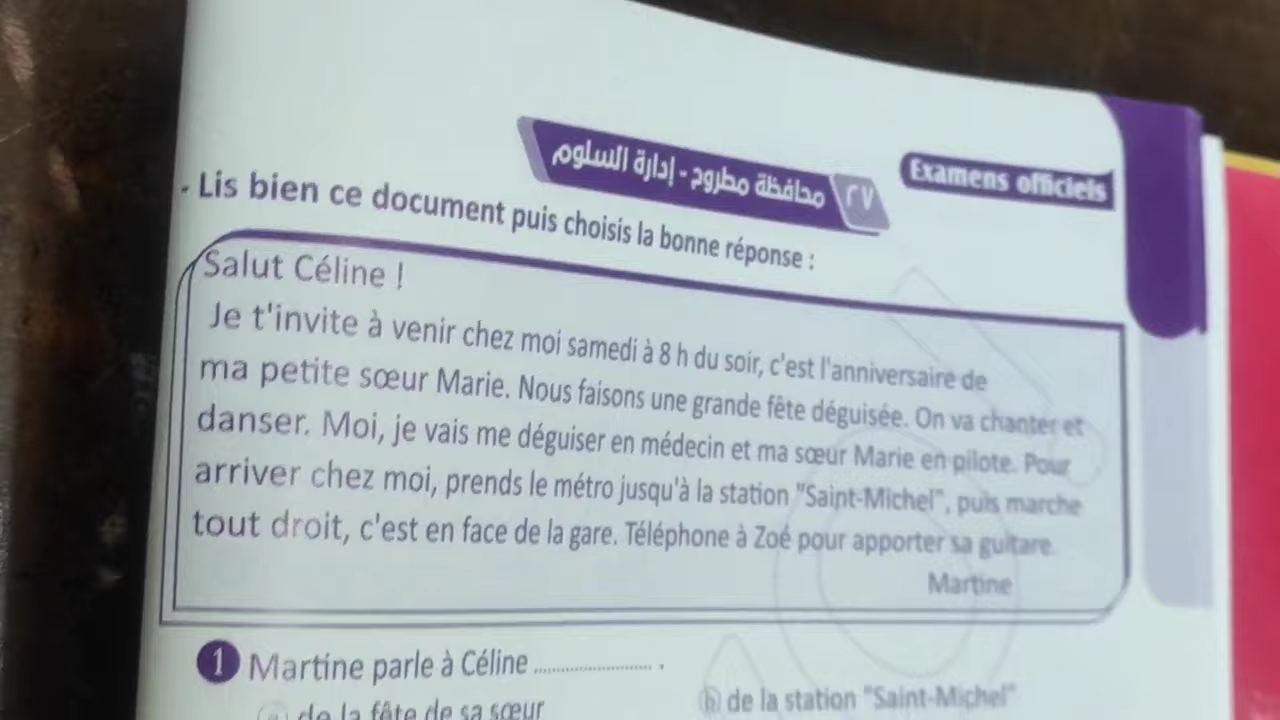 Examens officiels
٢٧ محافظة مطروح - إدارة السلوم
- Lis bien ce document puis choisis la bonne réponse :
Salut Céline !
Je t'invite à venir chez moi samedi à 8 h du soir, c'est l'anniversaire de
ma petite sœur Marie. Nous faisons une grande fête déguisée. On va chanter et
danser. Moi, je vais me déguiser en médecin et ma sœur Marie en pilote. Pour
arriver chez moi, prends le métro jusqu'à la station "Saint-Michel", puis marche
tout droit, c'est en face de la gare. Téléphone à Zoé pour apporter sa guitare.
Martine
1 Martine parle à Céline ........................ .
a de la fête de sa sœur
b de la station "Saint-Michel"